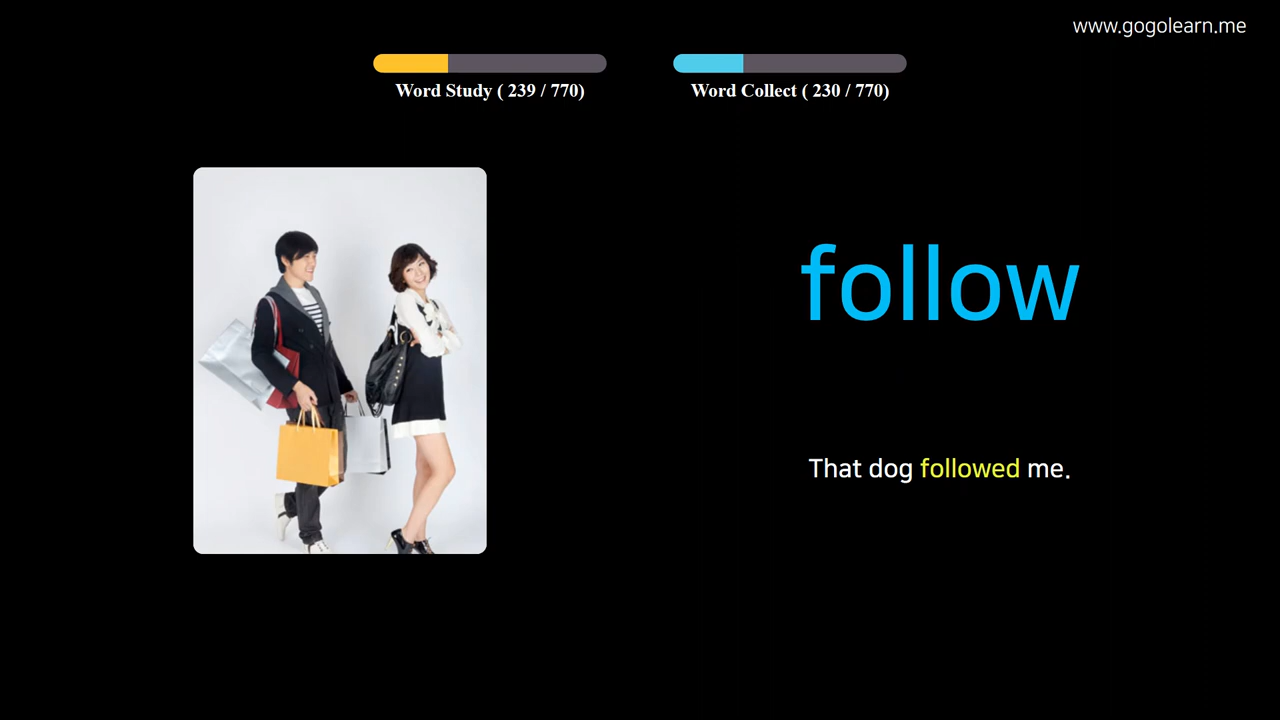 www.gogolearn.me
Word Study ( 239 / 770)
Word Collect ( 230 / 770)
follow
That dog followed me.